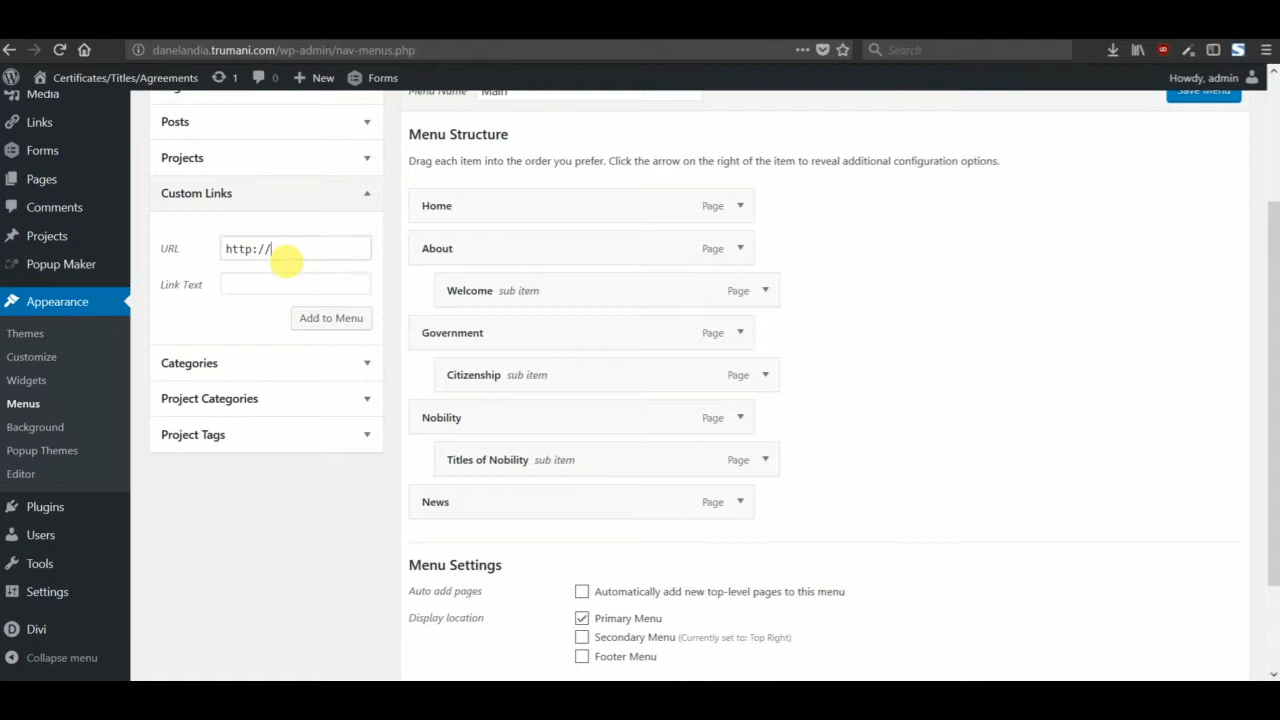 danelandia.trumani.com/wp-admin/nav-menus.php
Search
Certificates/Titles/Agreements
1
0
New
Forms
Howdy, admin
Media
Links
Forms
Pages
Comments
Projects
Popup Maker
Appearance
Themes
Customize
Widgets
Menus
Background
Popup Themes
Editor
Plugins
Users
Tools
Settings
Divi
Collapse menu
Posts
Projects
Custom Links
URL
http://
Link Text
Add to Menu
Categories
Project Categories
Project Tags
Menu Name
Main
Save Menu
Menu Structure
Drag each item into the order you prefer. Click the arrow on the right of the item to reveal additional configuration options.
Home Page
About Page
Welcome sub item Page
Government Page
Citizenship sub item Page
Nobility Page
Titles of Nobility sub item Page
News Page
Menu Settings
Auto add pages
Automatically add new top-level pages to this menu
Display location
Primary Menu
Secondary Menu (Currently set to: Top Right)
Footer Menu